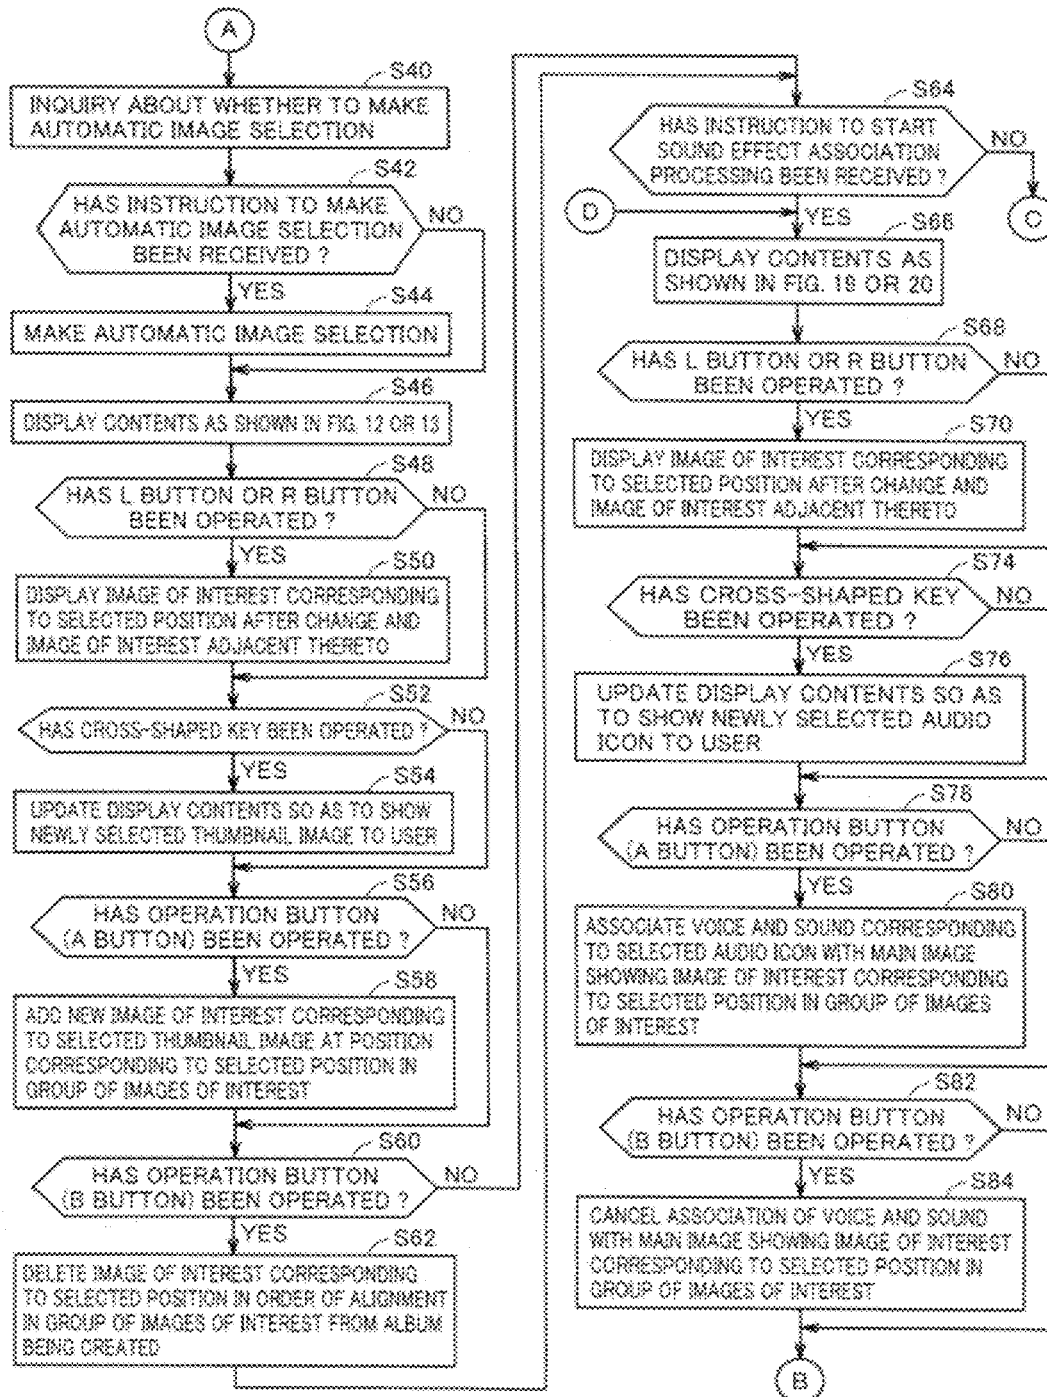 A
S40
INQUIRY ABOUT WHETHER TO MAKE
AUTOMATIC IMAGE SELECTION
S42
HAS INSTRUCTION TO MAKE
AUTOMATIC IMAGE SELECTION
BEEN RECEIVED ?
NO
YES
S44
MAKE AUTOMATIC IMAGE SELECTION
S46
DISPLAY CONTENTS AS SHOWN IN FIG. 12 OR 13
S48
HAS L BUTTON OR R BUTTON
BEEN OPERATED ?
NO
YES
S50
DISPLAY IMAGE OF INTEREST CORRESPONDING
TO SELECTED POSITION AFTER CHANGE AND
IMAGE OF INTEREST ADJACENT THERETO
S52
HAS CROSS-SHAPED KEY BEEN OPERATED ?
NO
YES
S54
UPDATE DISPLAY CONTENTS SO AS TO SHOW
NEWLY SELECTED THUMBNAIL IMAGE TO USER
S56
HAS OPERATION BUTTON
(A BUTTON) BEEN OPERATED ?
NO
YES
S58
ADD NEW IMAGE OF INTEREST CORRESPONDING
TO SELECTED THUMBNAIL IMAGE AT POSITION
CORRESPONDING TO SELECTED POSITION IN
GROUP OF IMAGES OF INTEREST
S60
HAS OPERATION BUTTON
(B BUTTON) BEEN OPERATED ?
NO
YES
S62
DELETE IMAGE OF INTEREST CORRESPONDING
TO SELECTED POSITION IN ORDER OF ALIGNMENT
IN GROUP OF IMAGES OF INTEREST FROM ALBUM
BEING CREATED
S64
HAS INSTRUCTION TO START
SOUND EFFECT ASSOCIATION
PROCESSING BEEN RECEIVED ?
NO
C
D
YES
S66
DISPLAY CONTENTS AS
SHOWN IN FIG. 19 OR 20
S68
HAS L BUTTON OR R BUTTON
BEEN OPERATED ?
NO
YES
S70
DISPLAY IMAGE OF INTEREST CORRESPONDING
TO SELECTED POSITION AFTER CHANGE AND
IMAGE OF INTEREST ADJACENT THERETO
S74
HAS CROSS-SHAPED KEY
BEEN OPERATED ?
NO
YES
S76
UPDATE DISPLAY CONTENTS SO AS
TO SHOW NEWLY SELECTED AUDIO
ICON TO USER
S78
HAS OPERATION BUTTON
(A BUTTON) BEEN OPERATED ?
NO
YES
S80
ASSOCIATE VOICE AND SOUND CORRESPONDING
TO SELECTED AUDIO ICON WITH MAIN IMAGE
SHOWING IMAGE OF INTEREST CORRESPONDING
TO SELECTED POSITION IN GROUP OF IMAGES
OF INTEREST
S82
HAS OPERATION BUTTON
(B BUTTON) BEEN OPERATED ?
NO
YES
S84
CANCEL ASSOCIATION OF VOICE AND SOUND
WITH MAIN IMAGE SHOWING IMAGE OF INTEREST
CORRESPONDING TO SELECTED POSITION IN
GROUP OF IMAGES OF INTEREST
B